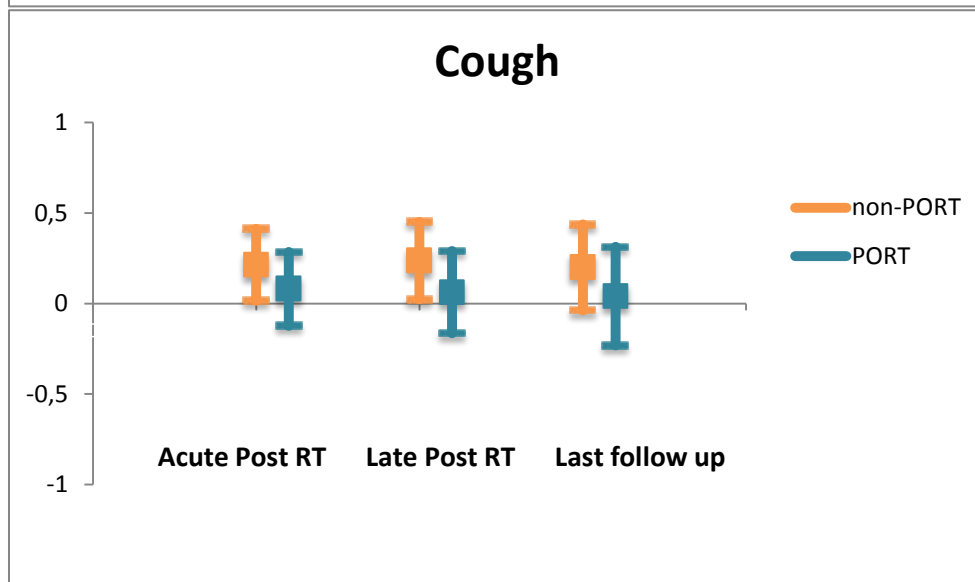 Cough
1
0,5
0
-0,5
-1
Acute Post RT Late Post RT Last follow up
non-PORT
PORT